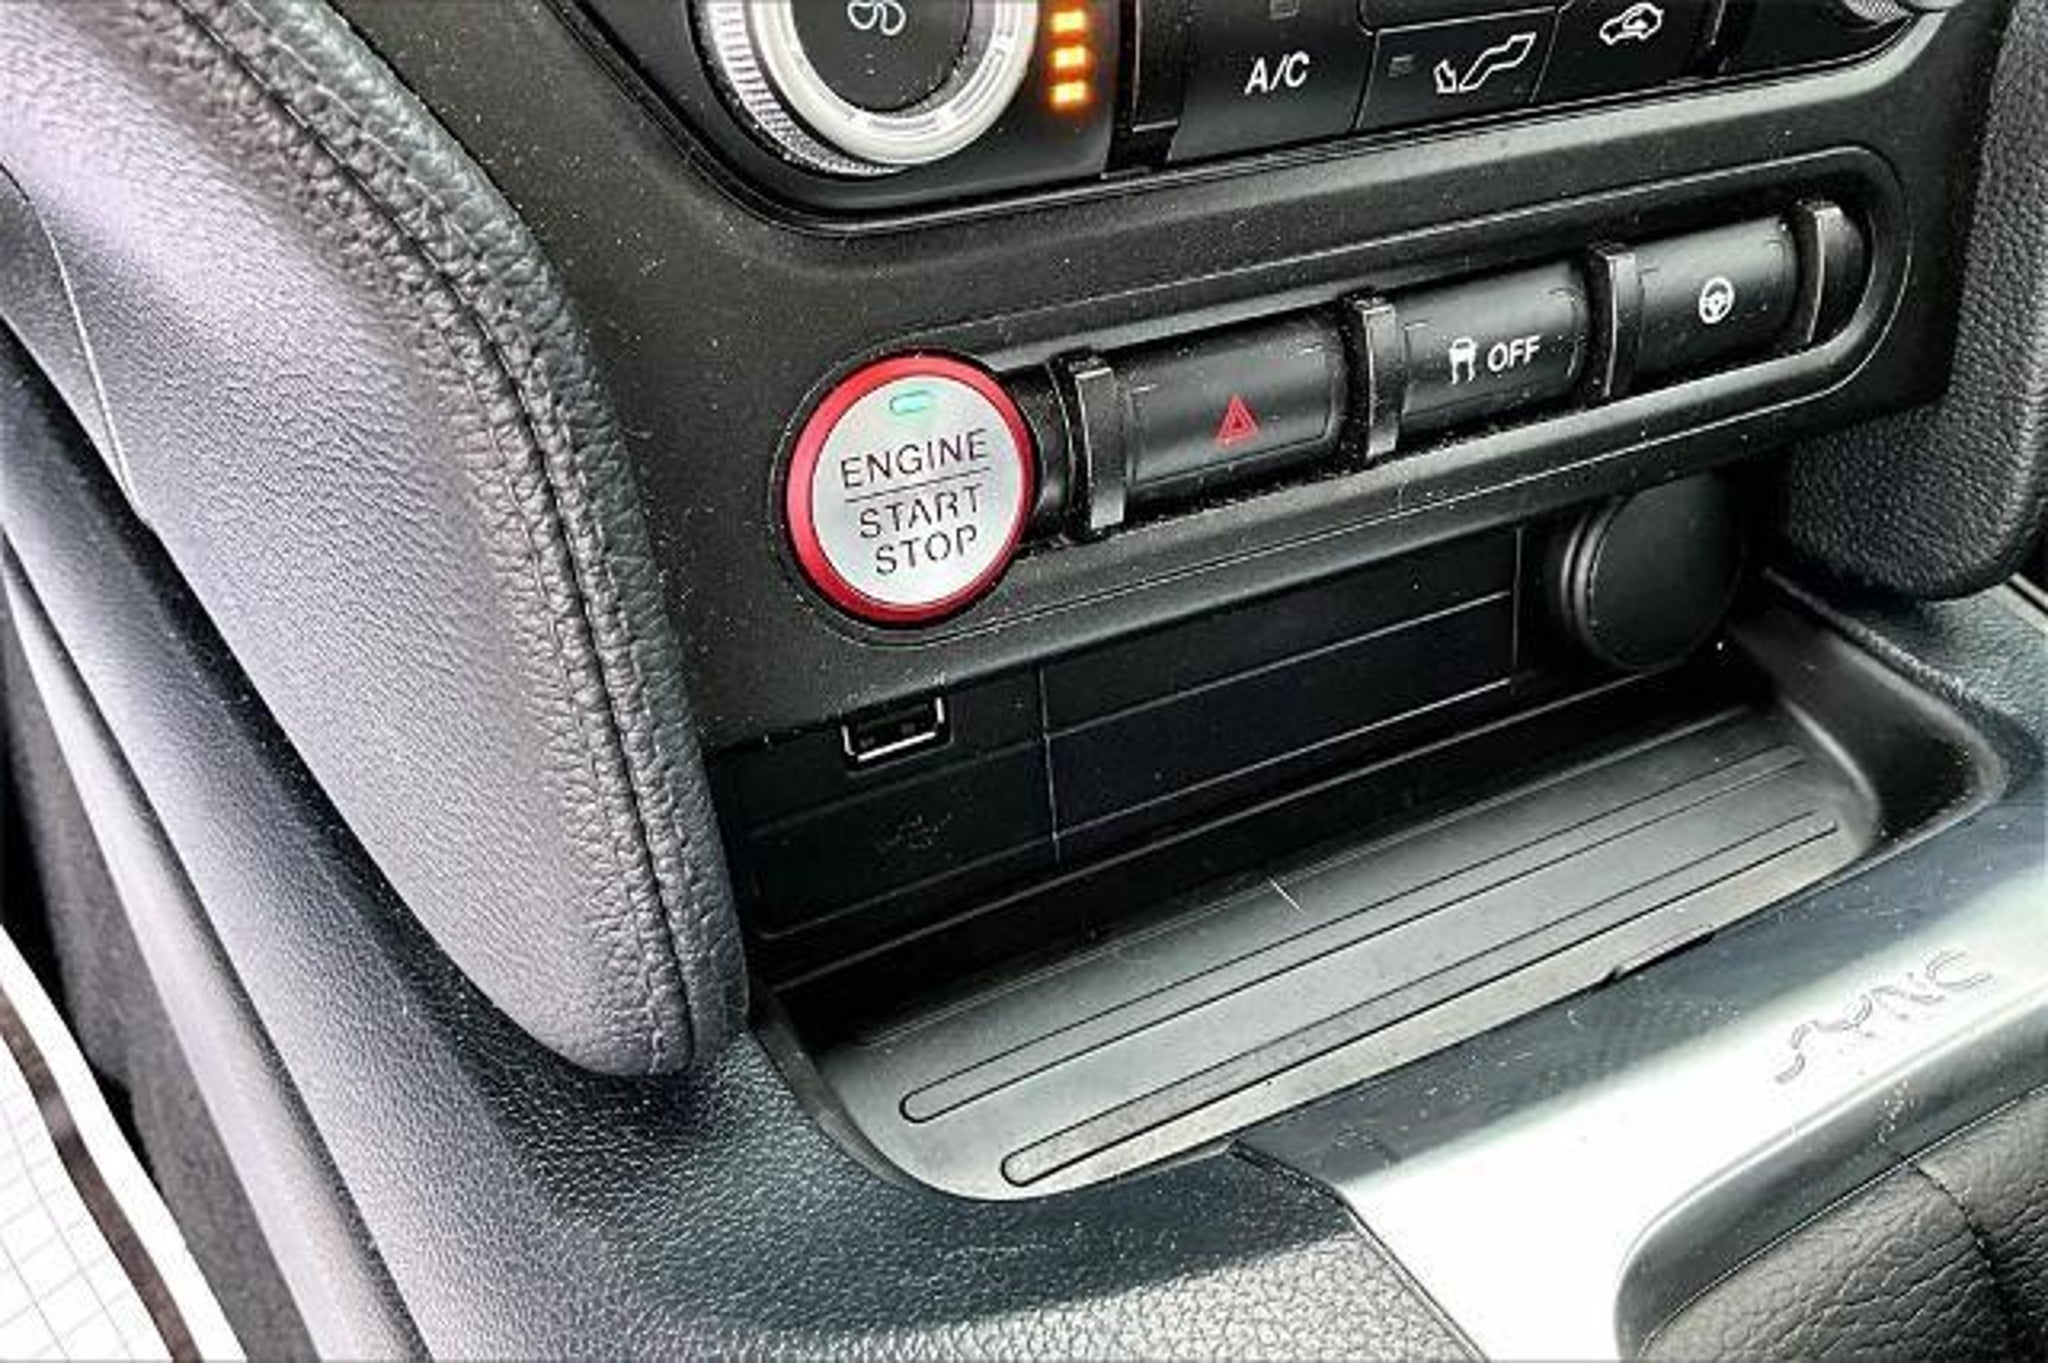 A/C
OFF
ENGINE
START
STOP
SYNC